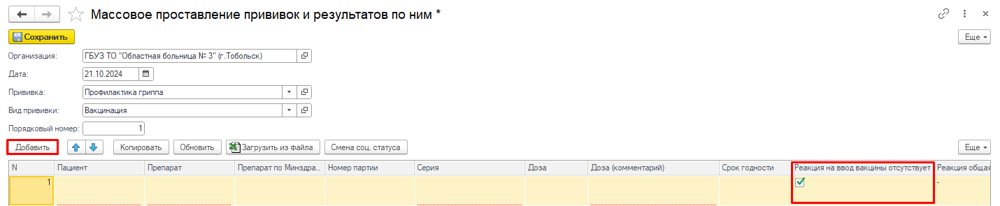 Массовое проставление прививок и результатов по ним *
Сохранить Еще
Организация: ГБУЗ ТО "Областная больница № 3" (г.Тобольск)
Дата: 21.10.2024
Прививка: Профилактика гриппа
Вид прививки: Вакцинация
Порядковый номер: 1
Добавить Копировать Обновить Загрузить из файла Смена соц. статуса Еще
N Пациент Препарат Препарат по Минздра... Номер партии Серия Доза Доза (комментарий) Срок годности Реакция на ввод вакцины отсутствует Реакция общая
1 -